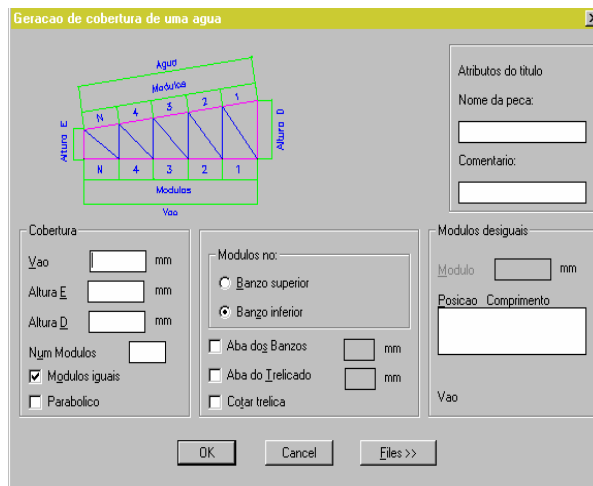 Geracao de cobertura de uma agua
Agua
Modulos
N 4 3 2 1
Altura E
Altura D
N 4 3 2 1
Modulos
Vao
Atributos do titulo
Nome da peca:
Comentario:
Cobertura
Vao mm
Altura E mm
Altura D mm
Num Modulos
Modulos iguais
Parabolico
Modulos no:
Banzo superior
Banzo inferior
Aba dos Banzos mm
Aba do Trelicado mm
Cotar trelica
Modulos desiguais
Modulo mm
Posicao Comprimento
Vao
OK Cancel Files >>